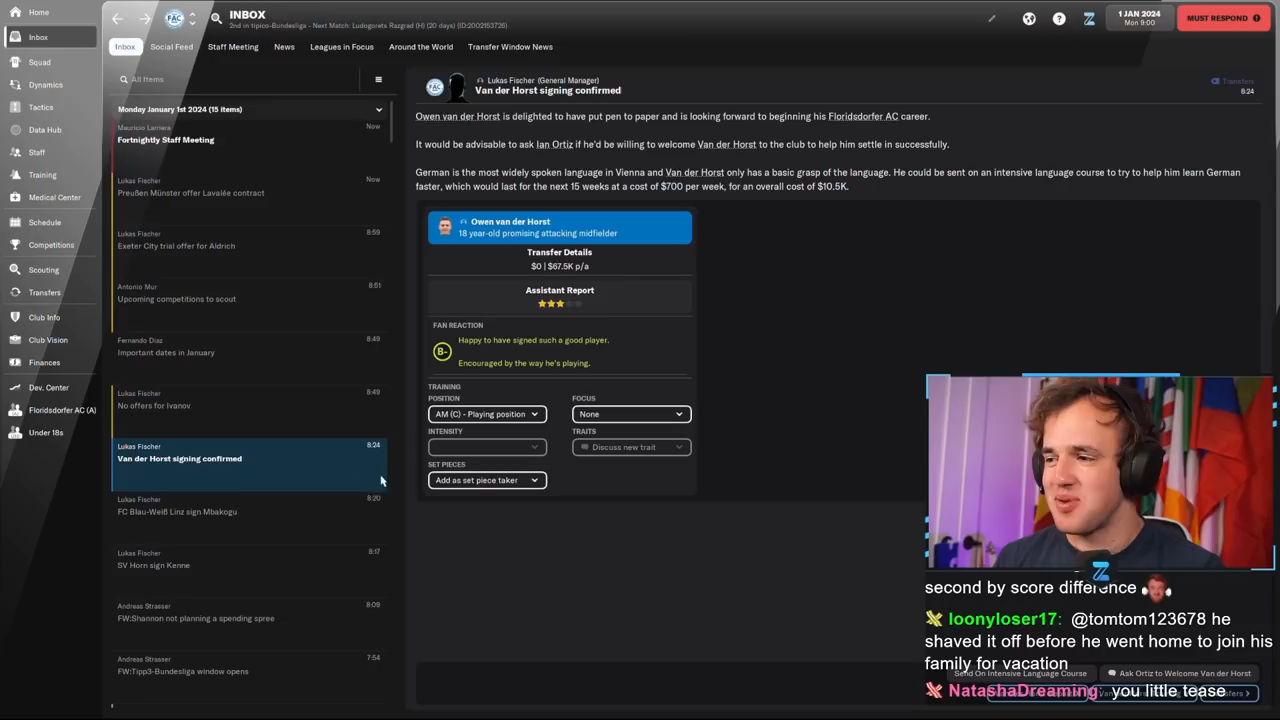 Home
Inbox
Squad
Dynamics
Tactics
Data Hub
Staff
Training
Medical Center
Schedule
Competitions
Scouting
Transfers
Club Info
Club Vision
Finances
Dev. Center
Floridsdorfer AC (A)
Under 18s
FAC
INBOX
2nd in tipico-Bundesliga - Next Match: Ludogorets Razgrad (H) (20 days) (ID:2002153726)
1 JAN 2024
Mon 9:00
MUST RESPOND
Inbox
Social Feed
Staff Meeting
News
Leagues in Focus
Around the World
Transfer Window News
All Items
Monday January 1st 2024 (15 items)
Mauricio Larriera
Now
Fortnightly Staff Meeting
Lukas Fischer
Now
Preußen Münster offer Lavalée contract
Lukas Fischer
8:59
Exeter City trial offer for Aldrich
Antonio Mur
8:51
Upcoming competitions to scout
Fernando Diaz
8:49
Important dates in January
Lukas Fischer
8:49
No offers for Ivanov
Lukas Fischer
8:24
Van der Horst signing confirmed
Lukas Fischer
8:20
FC Blau-Weiß Linz sign Mbakogu
Lukas Fischer
8:17
SV Horn sign Kenne
Andreas Strasser
8:09
FW:Shannon not planning a spending spree
Andreas Strasser
7:54
FW:Tipp3-Bundesliga window opens
FAC
Lukas Fischer (General Manager)
Van der Horst signing confirmed
Transfers
8:24
Owen van der Horst is delighted to have put pen to paper and is looking forward to beginning his Floridsdorfer AC career.
It would be advisable to ask Ian Ortiz if he'd be willing to welcome Van der Horst to the club to help him settle in successfully.
German is the most widely spoken language in Vienna and Van der Horst only has a basic grasp of the language. He could be sent on an intensive language course to try to help him learn German
faster, which would last for the next 15 weeks at a cost of $700 per week, for an overall cost of $10.5K.
Owen van der Horst
18 year-old promising attacking midfielder
Transfer Details
$0 | $67.5K p/a
Assistant Report
FAN REACTION
B-
Happy to have signed such a good player.
Encouraged by the way he's playing.
TRAINING
POSITION
FOCUS
AM (C) - Playing position
None
INTENSITY
TRAITS
Discuss new trait
SET PIECES
Add as set piece taker
second by score difference
loonyloser17: @tomtom123678 he
shaved it off before he went home to join his
family for vacation
Send On Intensive Language Course
Ask Ortiz to Welcome Van der Horst
NatashaDreaming: you little tease